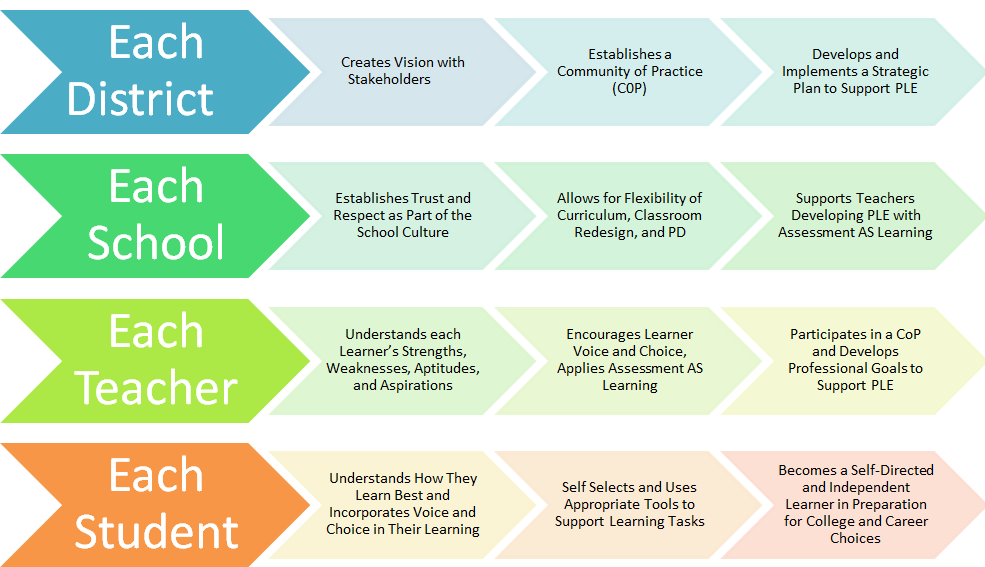 Each
District
Creates Vision with
Stakeholders
Establishes a
Community of Practice
(C0P)
Develops and
Implements a Strategic
Plan to Support PLE
Each
School
Establishes Trust and
Respect as Part of the
School Culture
Allows for Flexibility of
Curriculum, Classroom
Redesign, and PD
Supports Teachers
Developing PLE with
Assessment AS Learning
Each
Teacher
Understands each
Learner’s Strengths,
Weaknesses, Aptitudes,
and Aspirations
Encourages Learner
Voice and Choice,
Applies Assessment AS
Learning
Participates in a CoP
and Develops
Professional Goals to
Support PLE
Each
Student
Understands How They
Learn Best and
Incorporates Voice and
Choice in Their Learning
Self Selects and Uses
Appropriate Tools to
Support Learning Tasks
Becomes a Self-Directed
and Independent
Learner in Preparation
for College and Career
Choices